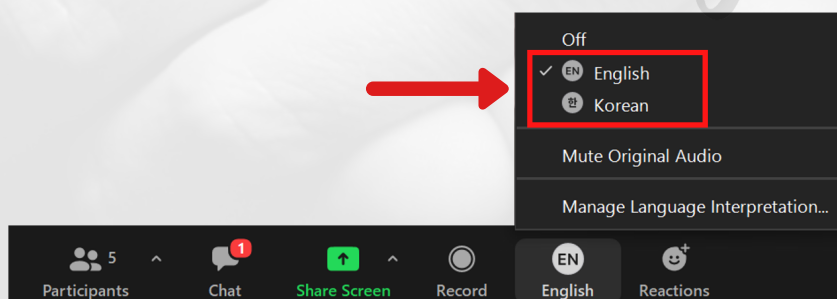 Off
EN English
한 Korean
Mute Original Audio
Manage Language Interpretation...
5
1
EN
Participants Chat Share Screen Record English Reactions